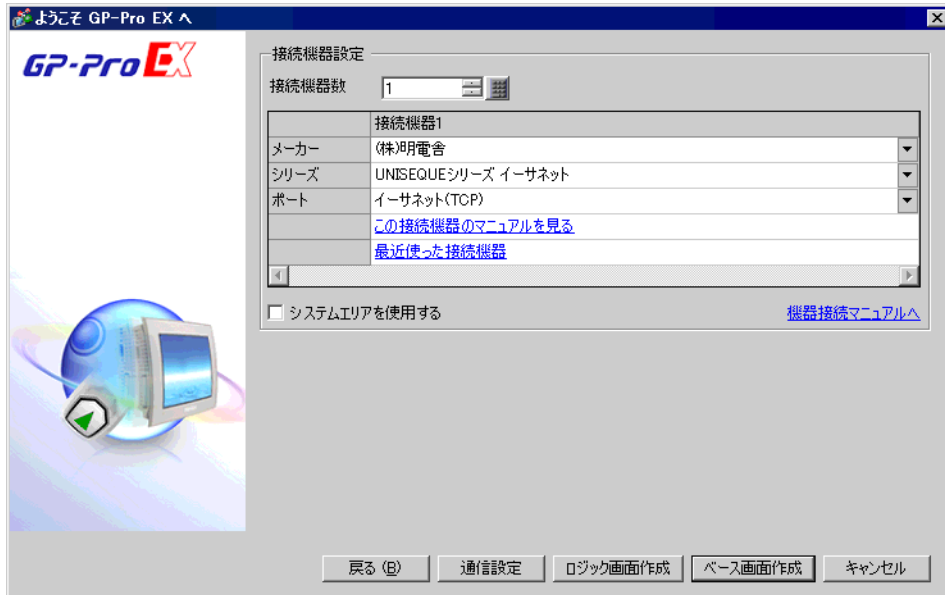 ようこそ GP-Pro EX へ
GP-Pro EX
接続機器設定
接続機器数 1
接続機器1
メーカー (株)明電舎
シリーズ UNISEQUEシリーズ イーサネット
ポート イーサネット(TCP)
この接続機器のマニュアルを見る
最近使った接続機器
システムエリアを使用する 機器接続マニュアルへ
戻る (B) 通信設定 ロジック画面作成 ベース画面作成 キャンセル